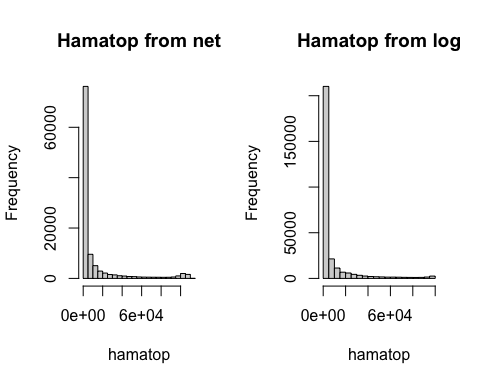 Hamatop from net
Frequency
0 20000 60000
0e+00 6e+04
hamatop
Hamatop from log
Frequency
0 50000 150000
0e+00 6e+04
hamatop